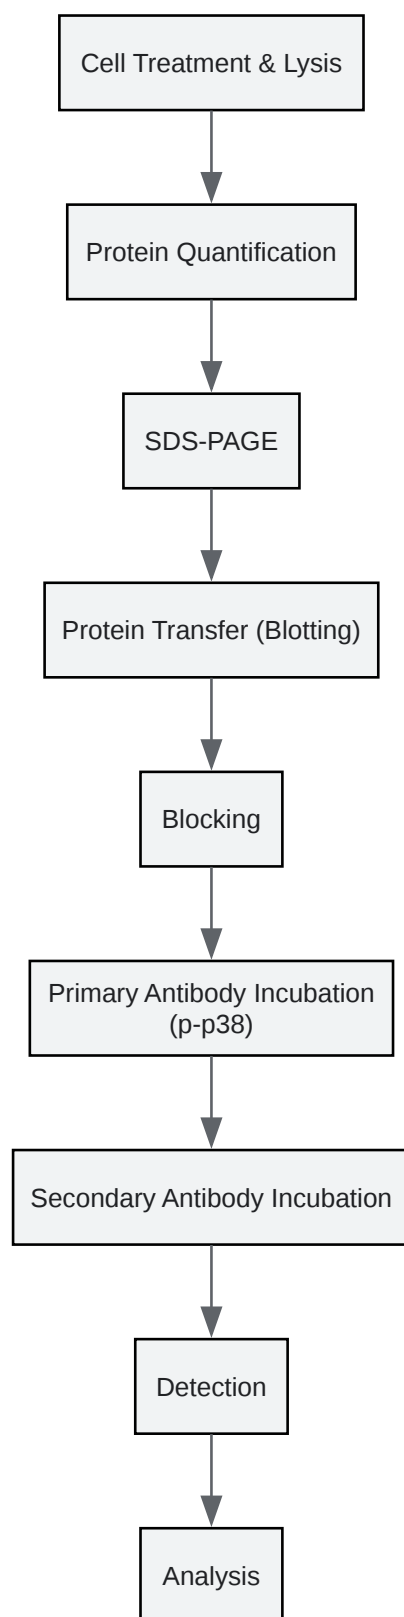 Cell Treatment & Lysis
Protein Quantification
SDS-PAGE
Protein Transfer (Blotting)
Blocking
Primary Antibody Incubation
(p-p38)
Secondary Antibody Incubation
Detection
Analysis